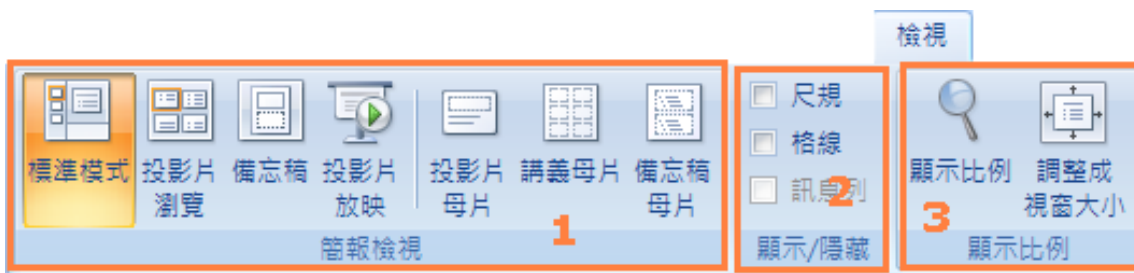 檢視
標準模式
投影片
瀏覽
備忘稿
投影片
放映
投影片
母片
講義母片
備忘稿
母片
1
簡報檢視
尺規
格線
訊息列
2
顯示/隱藏
顯示比例
調整成
視窗大小
3
顯示比例